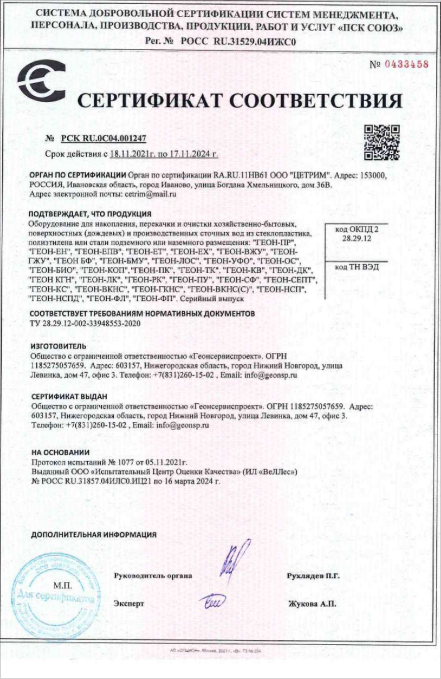 СИСТЕМА ДОБРОВОЛЬНОЙ СЕРТИФИКАЦИИ СИСТЕМ МЕНЕДЖМЕНТА,
ПЕРСОНАЛА, ПРОИЗВОДСТВА, ПРОДУКЦИИ, РАБОТ И УСЛУГ «ПСК СОЮЗ»
Рег. № РОСС RU.31529.04ИЖС0
№ 0433458
СЕРТИФИКАТ СООТВЕТСТВИЯ
№ РСК RU.0С04.001247
Срок действия с 18.11.2021г. по 17.11.2024 г.
ОРГАН ПО СЕРТИФИКАЦИИ Орган по сертификации RA.RU.11НВ61 ООО "ЦЕТРИМ". Адрес: 153000,
РОССИЯ, Ивановская область, город Иваново, улица Богдана Хмельницкого, дом 36В.
Адрес электронной почты: cetrim@mail.ru
ПОДТВЕРЖДАЕТ, ЧТО ПРОДУКЦИЯ
Оборудование для накопления, перекачки и очистки хозяйственно-бытовых,
поверхностных (дождевых) и производственных сточных вод из стеклопластика,
полиэтилена или стали подземного или наземного размещения: "ГЕОН-ПР",
"ГЕОН-ЕН", "ГЕОН-ЕПВ", "ГЕОН-ЕТ", "ГЕОН-ЕХ", "ГЕОН-ВЖУ", "ГЕОН-
ГЖУ", "ГЕОН БФ", "ГЕОН-БМУ", "ГЕОН-ЛОС", "ГЕОН-УФО", "ГЕОН-ОС",
"ГЕОН-БИО", "ГЕОН-КОП", "ГЕОН-ПК", "ГЕОН-ТК", "ГЕОН-КВ", "ГЕОН-ДК",
"ГЕОН КГН", "ГЕОН-ЛК", "ГЕОН-РК", "ГЕОН-ПУ", "ГЕОН-СФ", "ГЕОН-СЕПТ",
"ГЕОН-КС", "ГЕОН-ВКНС", "ГЕОН-ГКНС", "ГЕОН-ВКНС(С)", "ГЕОН-НСП",
"ГЕОН-НСПД", "ГЕОН-ФЛ", "ГЕОН-ФП". Серийный выпуск
код ОКПД 2
28.29.12
код ТН ВЭД
СООТВЕТСТВУЕТ ТРЕБОВАНИЯМ НОРМАТИВНЫХ ДОКУМЕНТОВ
ТУ 28.29.12-002-33948553-2020
ИЗГОТОВИТЕЛЬ
Общество с ограниченной ответственностью «Геонсервиспроект». ОГРН
1185275057659. Адрес: 603157, Нижегородская область, город Нижний Новгород, улица
Левинка, дом 47, офис 3. Телефон: +7(831)260-15-02 , Email: info@geonsp.ru
СЕРТИФИКАТ ВЫДАН
Общество с ограниченной ответственностью «Геонсервиспроект». ОГРН 1185275057659. Адрес:
603157, Нижегородская область, город Нижний Новгород, улица Левинка, дом 47, офис 3.
Телефон: +7(831)260-15-02 , Email: info@geonsp.ru
НА ОСНОВАНИИ
Протокол испытаний № 1077 от 05.11.2021г.
Выданный ООО «Испытательный Центр Оценки Качества» (ИЛ «ВеЛЛес»)
№ РОСС RU.31857.04ИЛС0.ИЦ21 по 16 марта 2024 г.
ДОПОЛНИТЕЛЬНАЯ ИНФОРМАЦИЯ
М.П.
Для сертификатов
Руководитель органа
Рухлядев П.Г.
Эксперт
Жукова А.П.